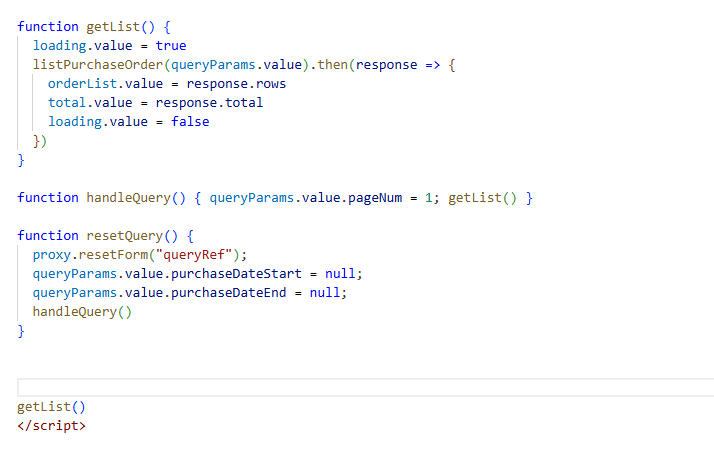 function getList() {
  loading.value = true
  listPurchaseOrder(queryParams.value).then(response => {
    orderList.value = response.rows
    total.value = response.total
    loading.value = false
  })
}
function handleQuery() { queryParams.value.pageNum = 1; getList() }
function resetQuery() {
  proxy.resetForm("queryRef");
  queryParams.value.purchaseDateStart = null;
  queryParams.value.purchaseDateEnd = null;
  handleQuery()
}
getList()
</script>